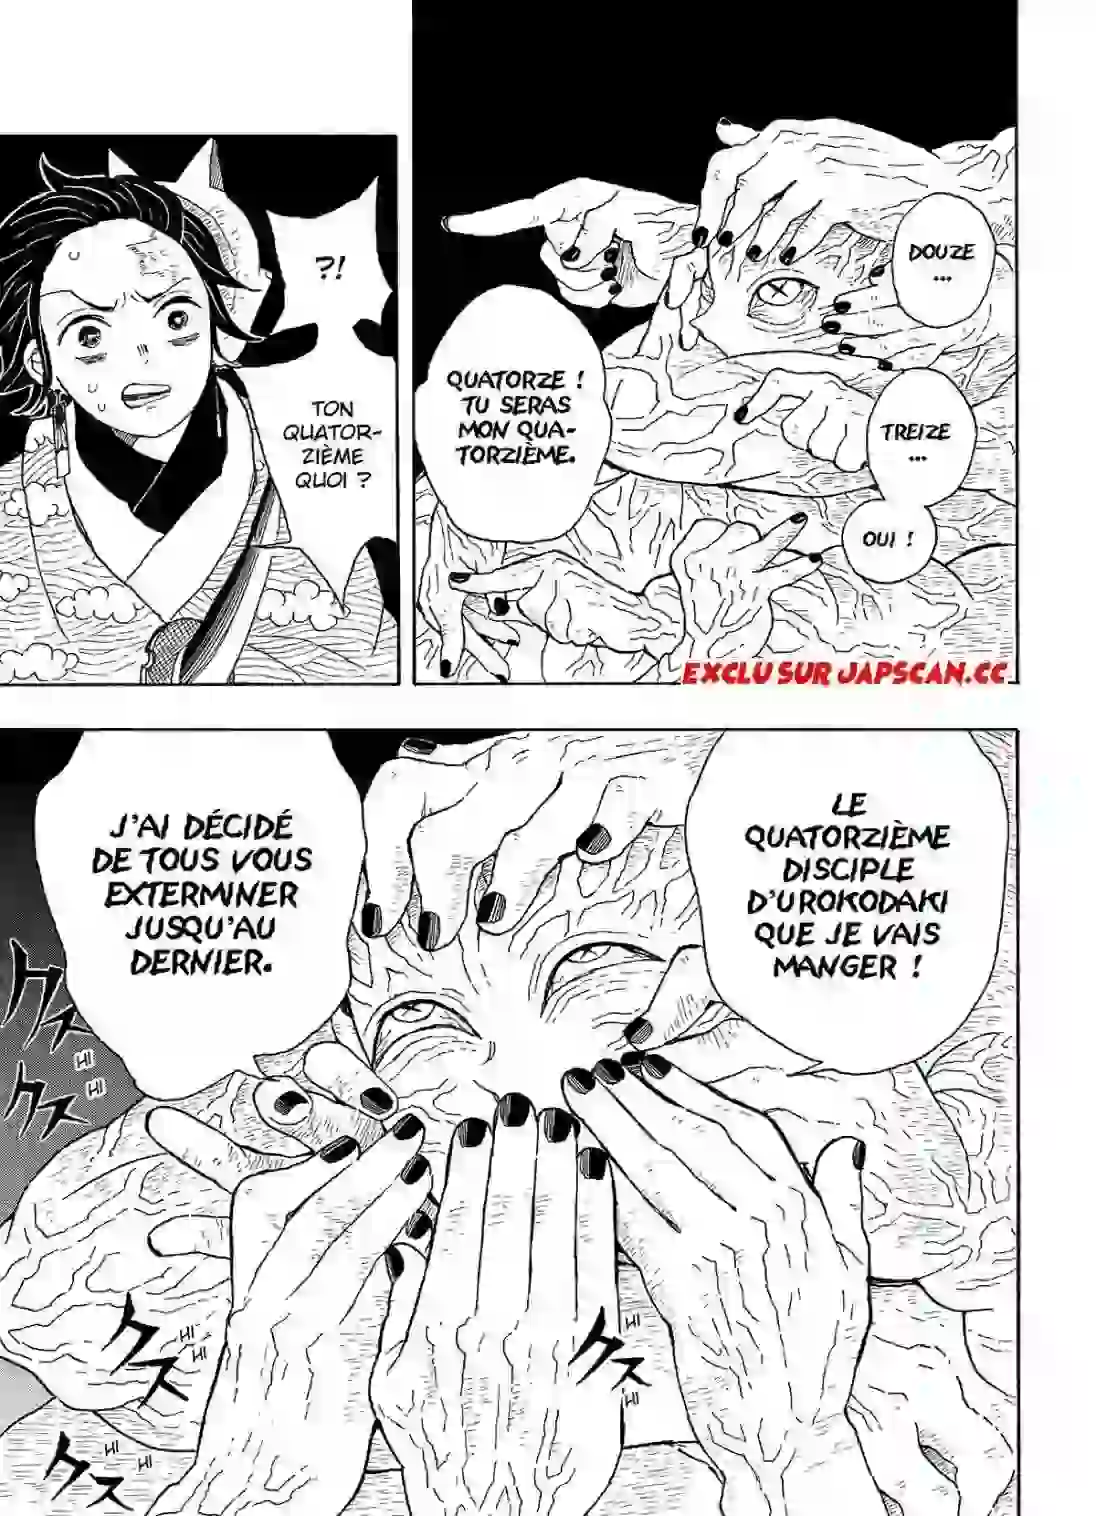 DOUZE
...
TREIZE
...
OUI !
QUATORZE !
TU SERAS
MON QUA-
TORZIÈME.
?!
TON
QUATOR-
ZIÈME
QUOI ?
EXCLU SUR JAPSCAN.CC
LE
QUATORZIÈME
DISCIPLE
D'UROKODAKI
QUE JE VAIS
MANGER !
J'AI DÉCIDÉ
DE TOUS VOUS
EXTERMINER
JUSQU'AU
DERNIER.
クス
HI
HI
クス
クス
HI
HI
クス
HI
HI
クス
HI
HI